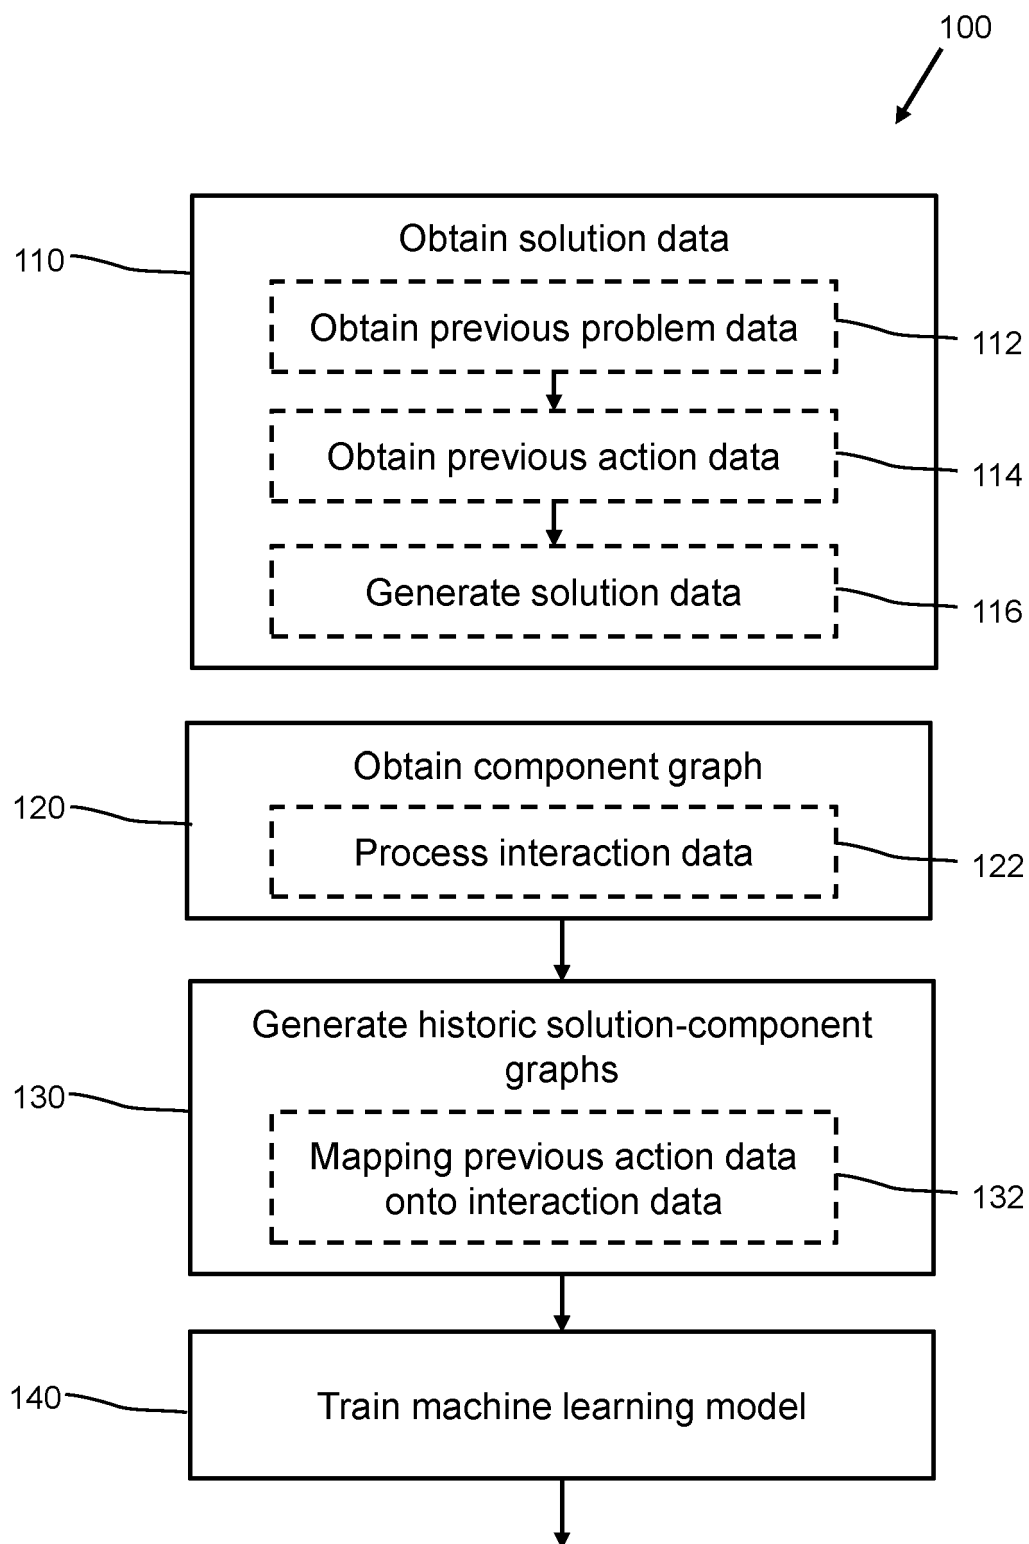 100
Obtain solution data
110
Obtain previous problem data
112
Obtain previous action data
114
Generate solution data
116
Obtain component graph
120
Process interaction data
122
Generate historic solution-component
graphs
130
Mapping previous action data
onto interaction data
132
140
Train machine learning model